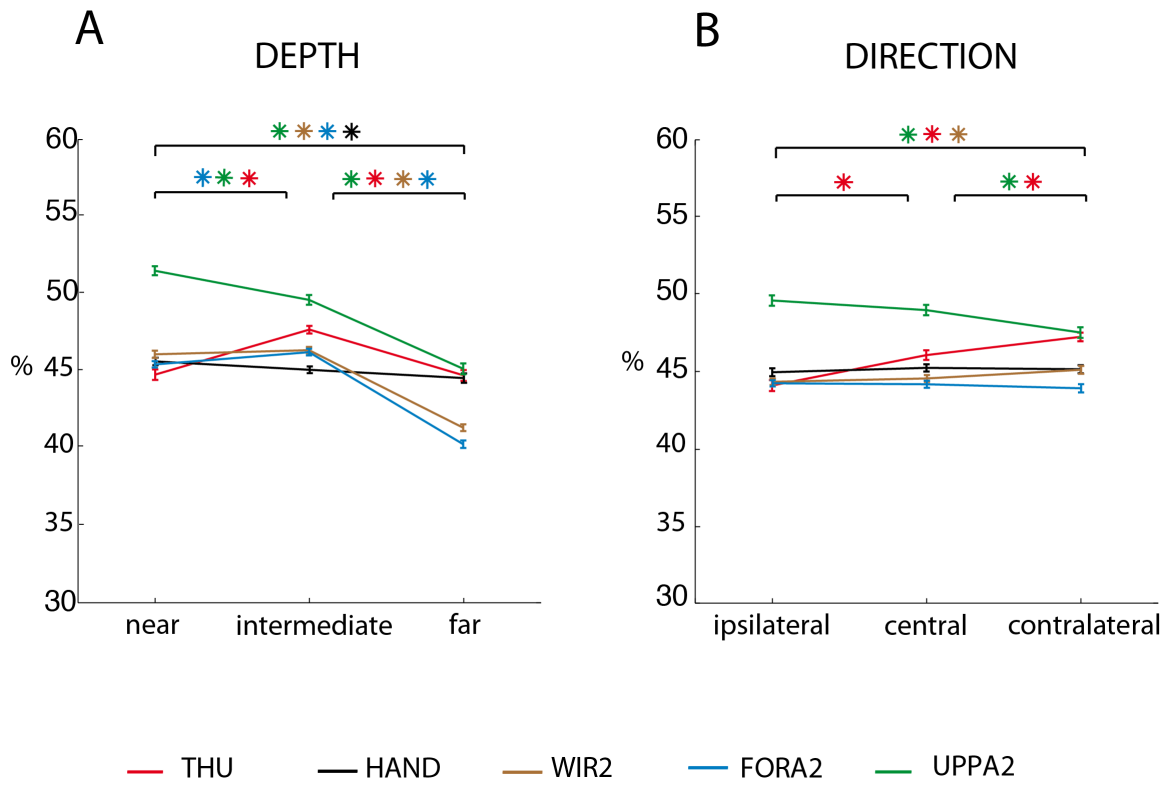 A
DEPTH
60
55
50
45
40
35
30
%
near intermediate far
B
DIRECTION
60
55
50
45
40
35
30
%
ipsilateral central contralateral
THU HAND WIR2 FORA2 UPPA2